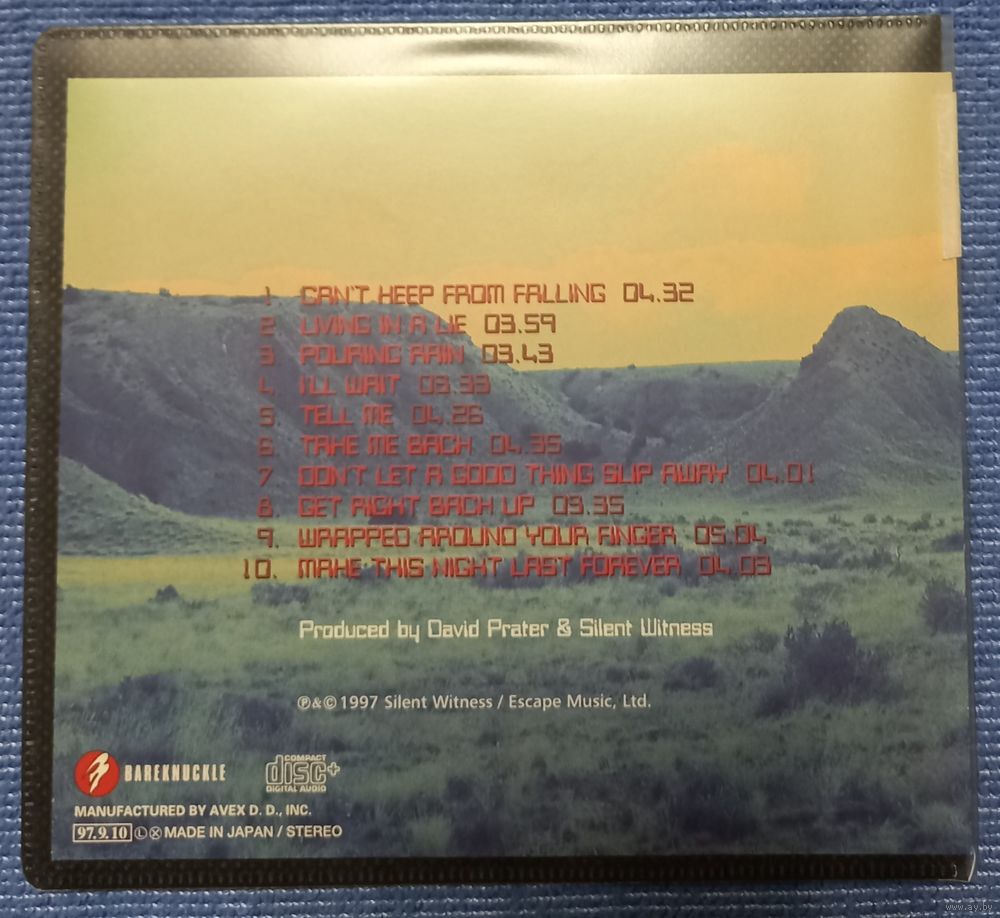 1. CAN'T KEEP FROM FALLING 04.32
2. LIVING IN A LIE 03.59
3. POURING RAIN 03.43
4. I'LL WAIT 03.33
5. TELL ME 04.26
6. TAKE ME BACK 04.35
7. DON'T LET A GOOD THING SLIP AWAY 04.01
8. GET RIGHT BACK UP 03.35
9. WRAPPED AROUND YOUR FINGER 05.04
10. MAKE THIS NIGHT LAST FOREVER 04.03
Produced by David Prater & Silent Witness
℗&©1997 Silent Witness / Escape Music, Ltd.
BAREKNUCKLE
COMPACT
disc+
DIGITAL AUDIO
MANUFACTURED BY AVEX D. D., INC.
97.9.10 Ⓛ Ⓧ MADE IN JAPAN / STEREO
www.ay.by